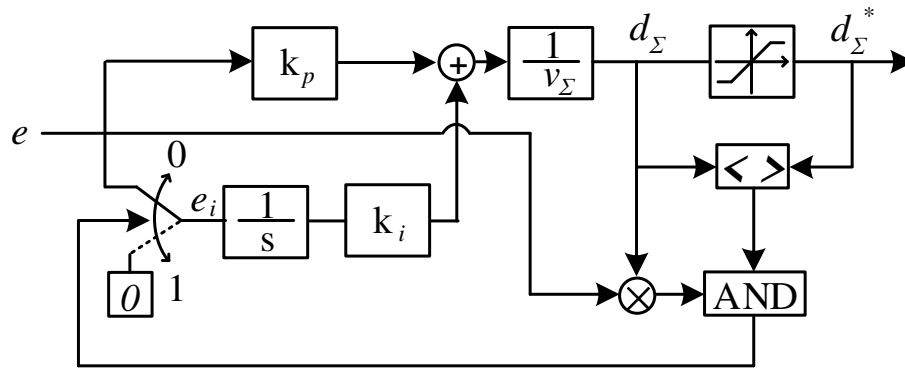 d_Σ
d_Σ^*
k_p
+
1
v_Σ
e
0
< >
e_i
1
s
k_i
0
1
×
AND